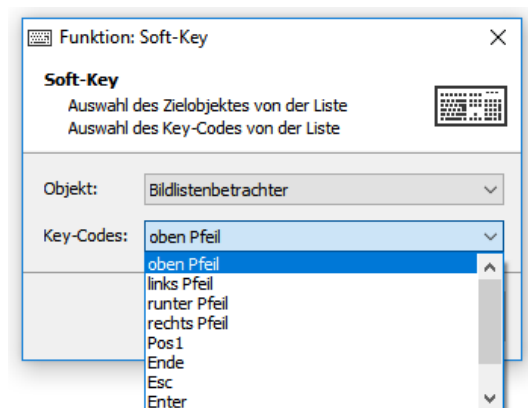 Funktion: Soft-Key
Soft-Key
Auswahl des Zielobjektes von der Liste
Auswahl des Key-Codes von der Liste
Objekt: Bildlistenbetrachter
Key-Codes: oben Pfeil
oben Pfeil
links Pfeil
runter Pfeil
rechts Pfeil
Pos1
Ende
Esc
Enter